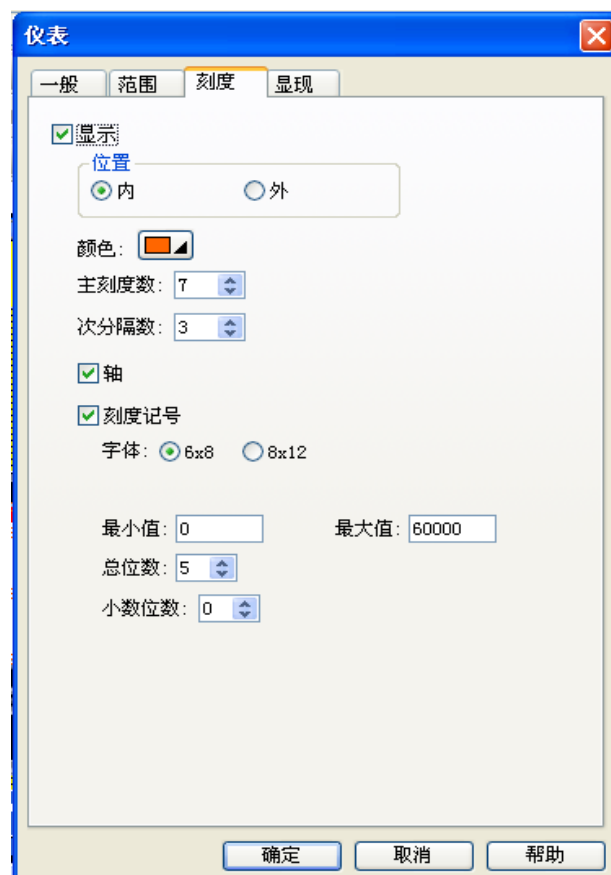 仪表
一般 范围 刻度 显现
显示
位置
内 外
颜色:
主刻度数: 7
次分隔数: 3
轴
刻度记号
字体: 6x8 8x12
最小值: 0 最大值: 60000
总位数: 5
小数位数: 0
确定 取消 帮助